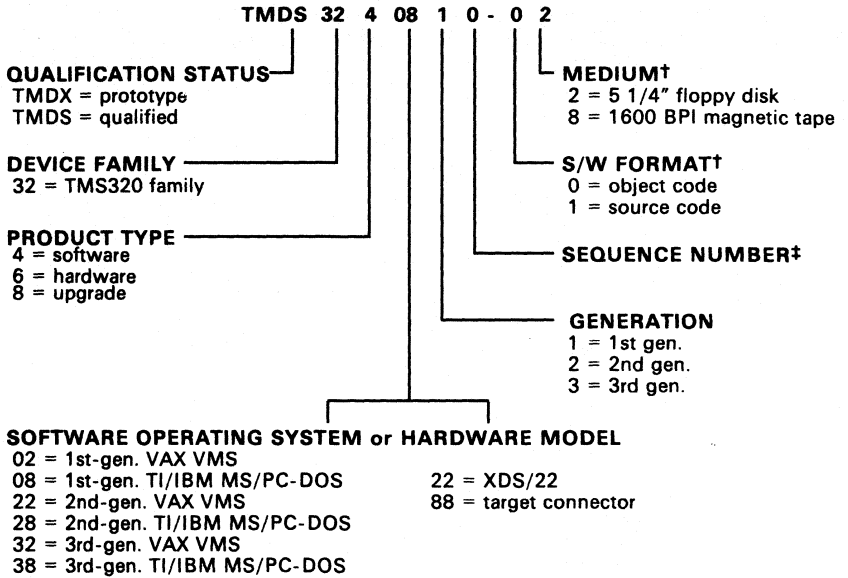 TMDS 32 4 08 1 0 - 0 2
QUALIFICATION STATUS
TMDX = prototype
TMDS = qualified
DEVICE FAMILY
32 = TMS320 family
PRODUCT TYPE
4 = software
6 = hardware
8 = upgrade
MEDIUM†
2 = 5 1/4" floppy disk
8 = 1600 BPI magnetic tape
S/W FORMAT†
0 = object code
1 = source code
SEQUENCE NUMBER‡
GENERATION
1 = 1st gen.
2 = 2nd gen.
3 = 3rd gen.
SOFTWARE OPERATING SYSTEM or HARDWARE MODEL
02 = 1st-gen. VAX VMS
08 = 1st-gen. TI/IBM MS/PC-DOS
22 = 2nd-gen. VAX VMS
28 = 2nd-gen. TI/IBM MS/PC-DOS
32 = 3rd-gen. VAX VMS
38 = 3rd-gen. TI/IBM MS/PC-DOS
22 = XDS/22
88 = target connector